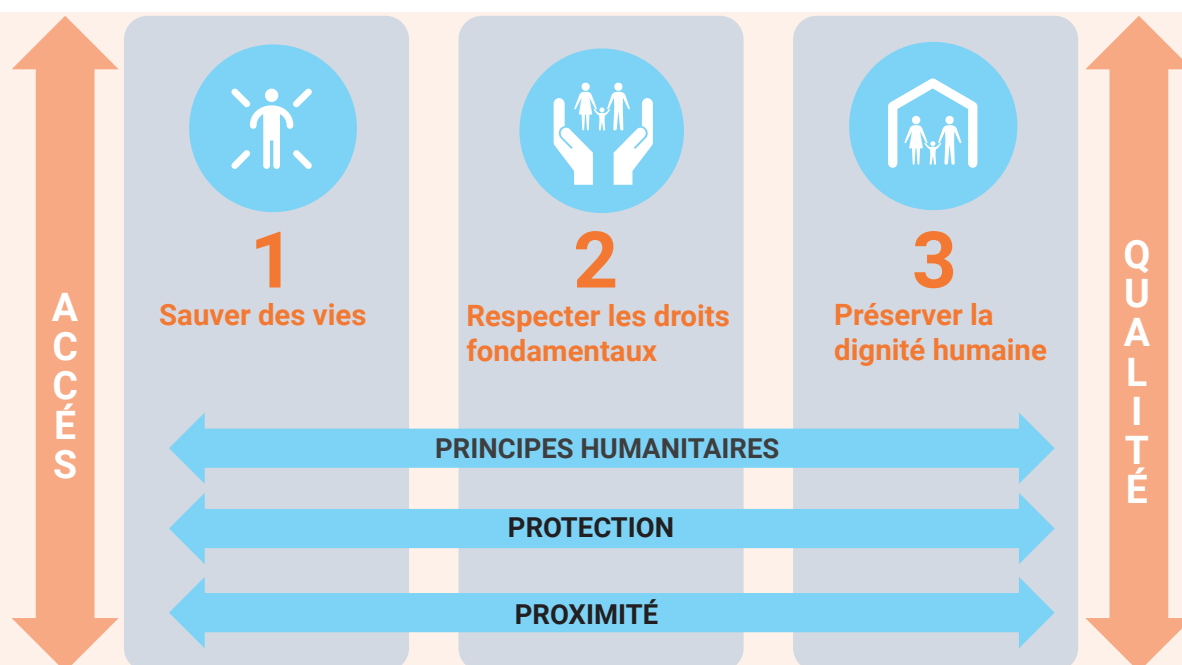 ACCÉS
1
Sauver des vies
2
Respecter les droits
fondamentaux
3
Préserver la
dignité humaine
QUALITÉ
PRINCIPES HUMANITAIRES
PROTECTION
PROXIMITÉ